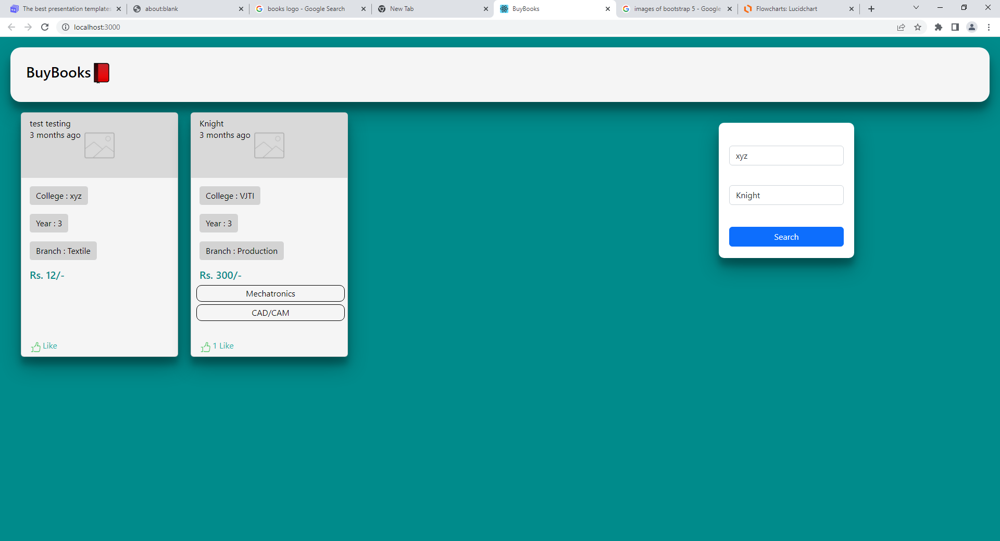 The best presentation templates
about:blank
books logo - Google Search
New Tab
BuyBooks
images of bootstrap 5 - Google
Flowcharts: Lucidchart
localhost:3000
BuyBooks
test testing
3 months ago
College : xyz
Year : 3
Branch : Textile
Rs. 12/-
Like
Knight
3 months ago
College : VJTI
Year : 3
Branch : Production
Rs. 300/-
Mechatronics
CAD/CAM
1 Like
xyz
Knight
Search